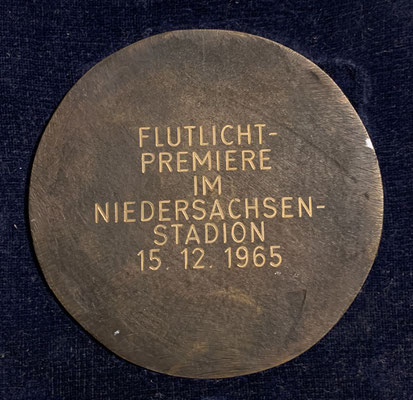 FLUTLICHT-
PREMIERE
IM
NIEDERSACHSEN-
STADION
15. 12. 1965